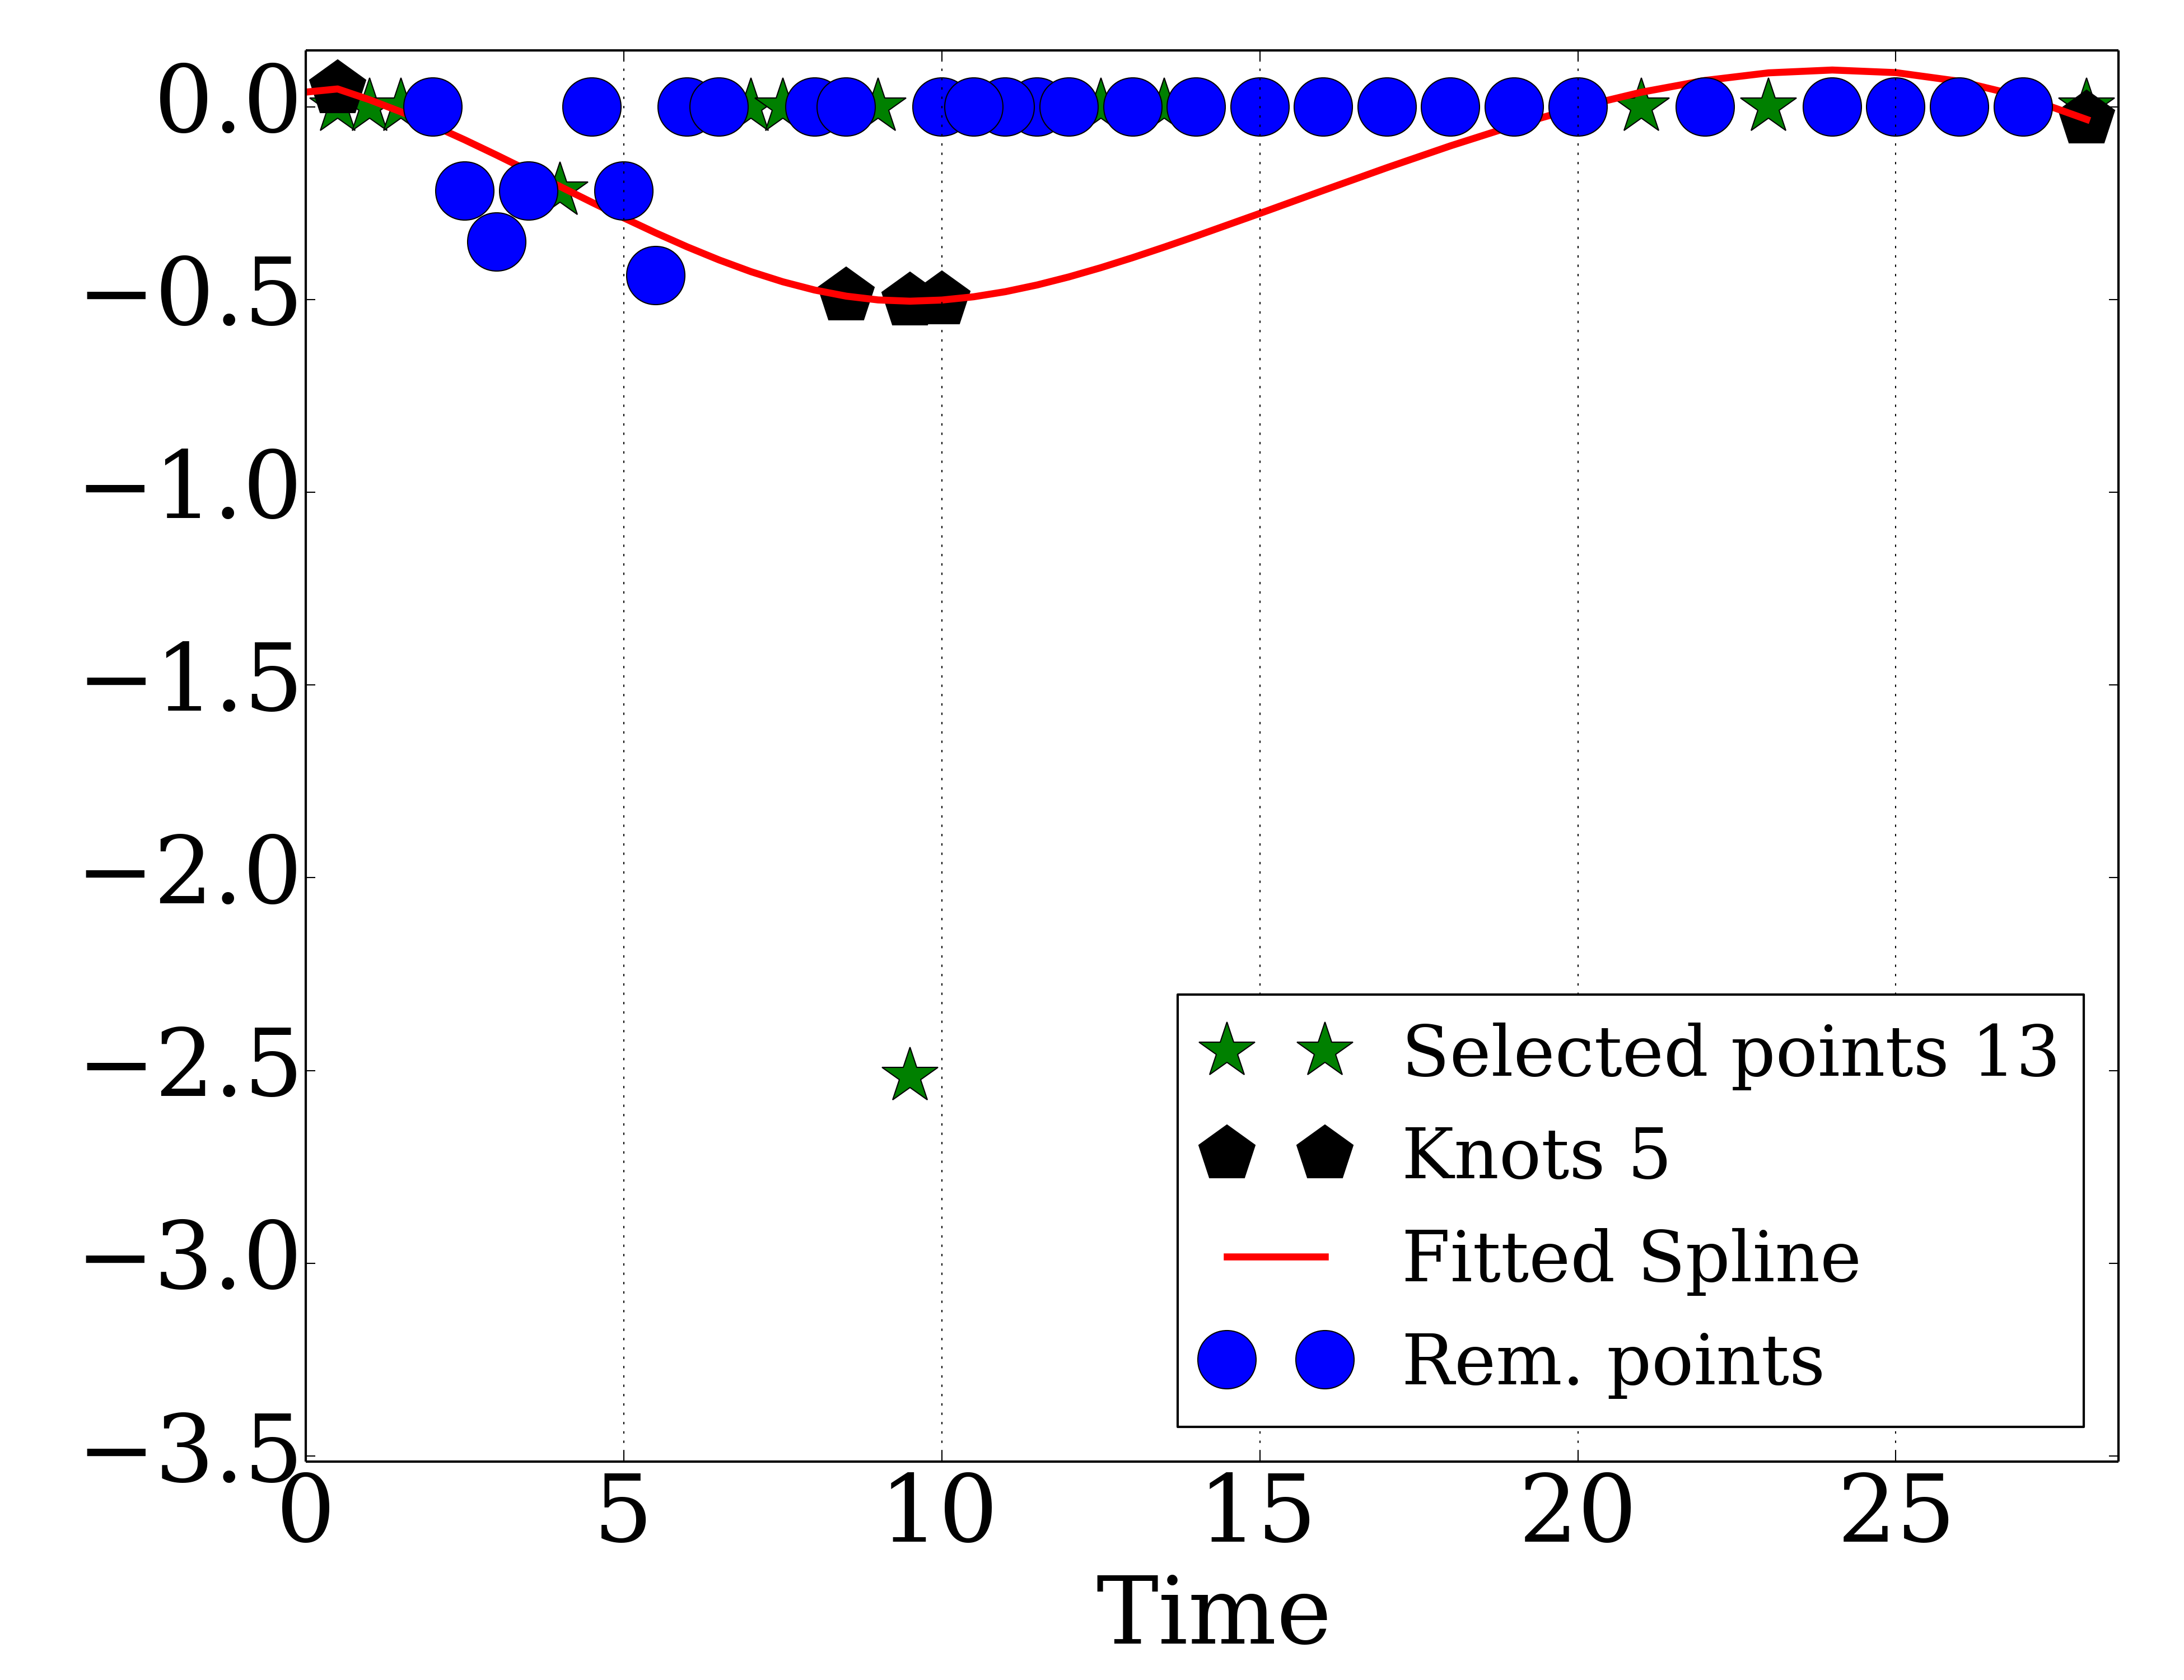 0.0
−0.5
−1.0
−1.5
−2.0
−2.5
−3.0
−3.5
0 5 10 15 20 25
Time
Selected points 13
Knots 5
Fitted Spline
Rem. points